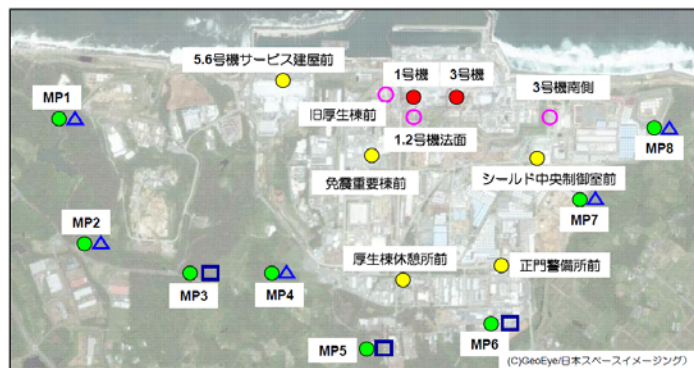 5.6号機サービス建屋前
1号機
3号機
MP1
旧厚生棟前
3号機南側
1.2号機法面
MP8
免震重要棟前
シールド中央制御室前
MP7
MP2
厚生棟休憩所前
正門警備所前
MP3
MP4
MP6
MP5
(C)GeoEye/日本スペースイメージング)